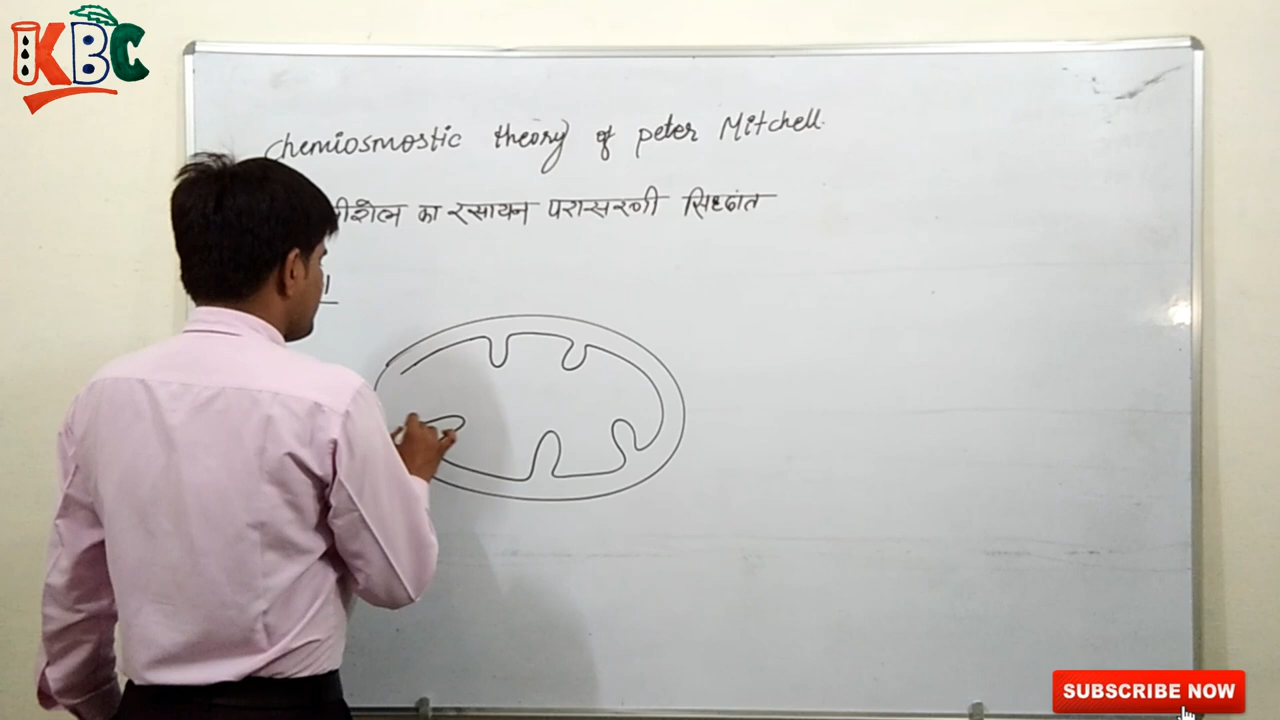 KBC
Chemiosmostic theory of peter Mitchell.
का रसायन परासरणी सिद्धांत
SUBSCRIBE NOW